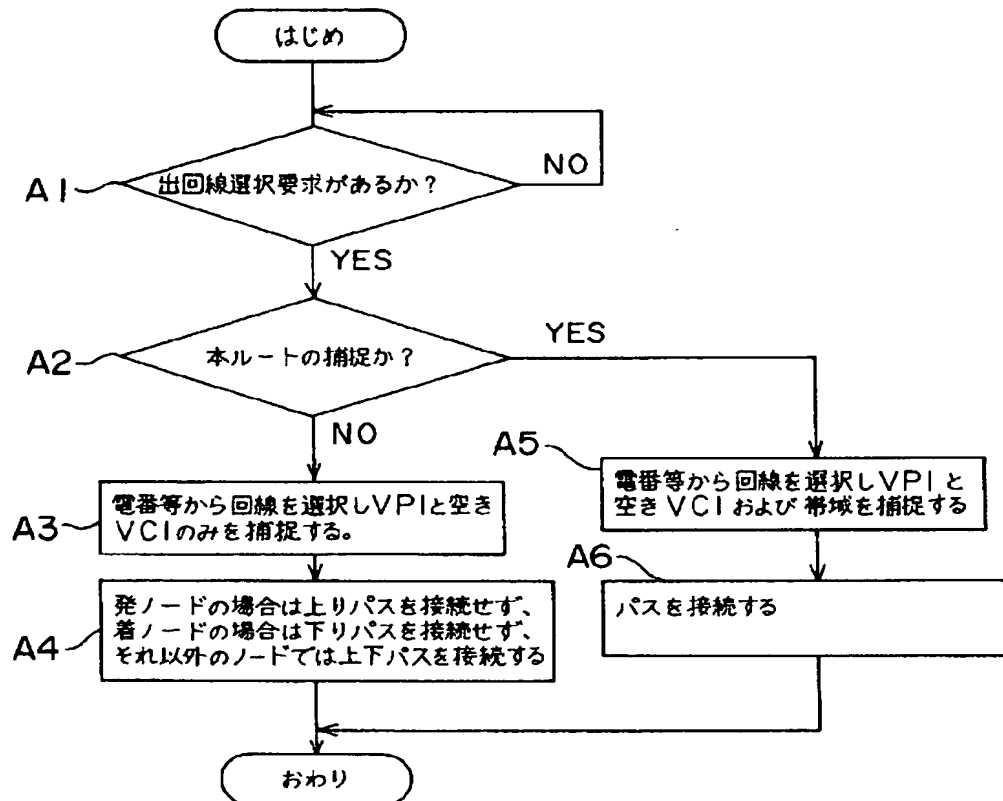 はじめ
NO
A1
出回線選択要求があるか?
YES
YES
A2
本ルートの捕捉か?
NO
A5
電番等から回線を選択しVPIと
空きVCIおよび帯域を捕捉する
A3
電番等から回線を選択しVPIと空き
VCIのみを捕捉する。
A6
パスを接続する
A4
発ノードの場合は上りパスを接続せず、
着ノードの場合は下りパスを接続せず、
それ以外のノードでは上下パスを接続する
おわり